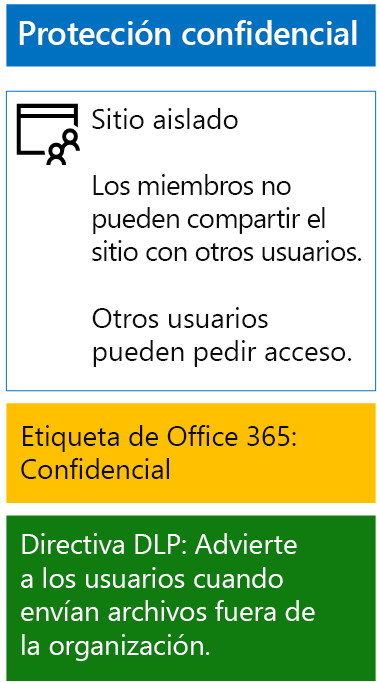 Protección confidencial
Sitio aislado
Los miembros no
pueden compartir el
sitio con otros usuarios.
Otros usuarios
pueden pedir acceso.
Etiqueta de Office 365:
Confidencial
Directiva DLP: Advierte
a los usuarios cuando
envían archivos fuera de
la organización.